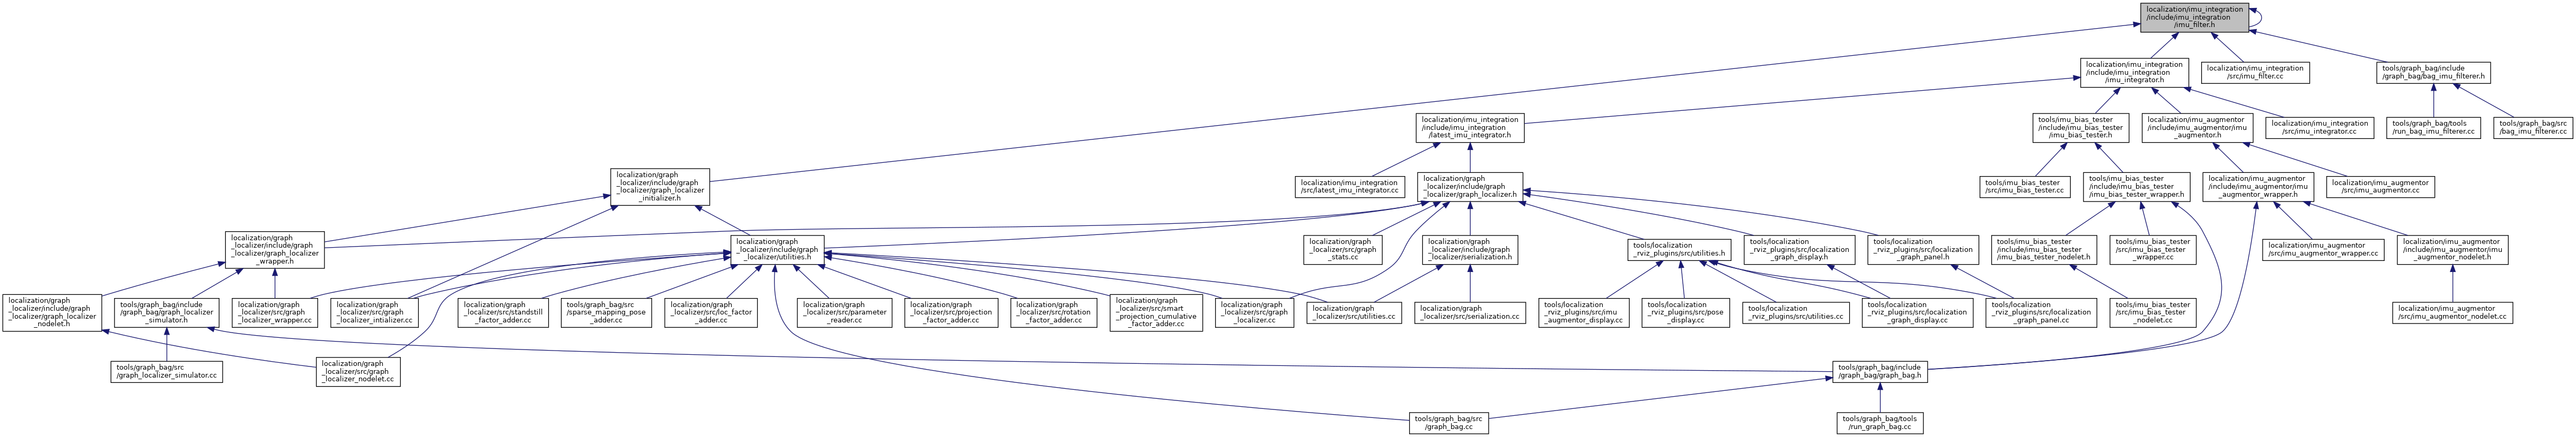 localization/imu_integration
/include/imu_integration
/imu_filter.h
localization/imu_integration
/include/imu_integration
/imu_integrator.h
localization/imu_integration
/src/imu_filter.cc
tools/graph_bag/include
/graph_bag/bag_imu_filterer.h
localization/imu_integration
/include/imu_integration
/latest_imu_integrator.h
tools/imu_bias_tester
/include/imu_bias_tester
/imu_bias_tester.h
localization/imu_augmentor
/include/imu_augmentor/imu
_augmentor.h
localization/imu_integration
/src/imu_integrator.cc
tools/graph_bag/tools
/run_bag_imu_filterer.cc
tools/graph_bag/src
/bag_imu_filterer.cc
localization/graph
_localizer/include/graph
_localizer/graph_localizer
_initializer.h
localization/imu_integration
/src/latest_imu_integrator.cc
localization/graph
_localizer/include/graph
_localizer/graph_localizer.h
tools/imu_bias_tester
/src/imu_bias_tester.cc
tools/imu_bias_tester
/include/imu_bias_tester
/imu_bias_tester_wrapper.h
localization/imu_augmentor
/include/imu_augmentor/imu
_augmentor_wrapper.h
localization/imu_augmentor
/src/imu_augmentor.cc
localization/graph
_localizer/include/graph
_localizer/graph_localizer
_wrapper.h
localization/graph
_localizer/include/graph
_localizer/utilities.h
localization/graph
_localizer/src/graph
_stats.cc
localization/graph
_localizer/include/graph
_localizer/serialization.h
tools/localization
_rviz_plugins/src/utilities.h
tools/localization
_rviz_plugins/src/localization
_graph_display.h
tools/localization
_rviz_plugins/src/localization
_graph_panel.h
tools/imu_bias_tester
/include/imu_bias_tester
/imu_bias_tester_nodelet.h
tools/imu_bias_tester
/src/imu_bias_tester
_wrapper.cc
localization/imu_augmentor
/src/imu_augmentor_wrapper.cc
localization/imu_augmentor
/include/imu_augmentor/imu
_augmentor_nodelet.h
localization/graph
_localizer/include/graph
_localizer/graph_localizer
_nodelet.h
tools/graph_bag/include
/graph_bag/graph_localizer
_simulator.h
localization/graph
_localizer/src/graph
_localizer_wrapper.cc
localization/graph
_localizer/src/graph
_localizer_intializer.cc
localization/graph
_localizer/src/standstill
_factor_adder.cc
tools/graph_bag/src
/sparse_mapping_pose
_adder.cc
localization/graph
_localizer/src/loc_factor
_adder.cc
localization/graph
_localizer/src/parameter
_reader.cc
localization/graph
_localizer/src/projection
_factor_adder.cc
localization/graph
_localizer/src/rotation
_factor_adder.cc
localization/graph
_localizer/src/smart
_projection_cumulative
_factor_adder.cc
localization/graph
_localizer/src/graph
_localizer.cc
localization/graph
_localizer/src/utilities.cc
localization/graph
_localizer/src/serialization.cc
tools/localization
_rviz_plugins/src/imu
_augmentor_display.cc
tools/localization
_rviz_plugins/src/pose
_display.cc
tools/localization
_rviz_plugins/src/utilities.cc
tools/localization
_rviz_plugins/src/localization
_graph_display.cc
tools/localization
_rviz_plugins/src/localization
_graph_panel.cc
tools/imu_bias_tester
/src/imu_bias_tester
_nodelet.cc
localization/imu_augmentor
/src/imu_augmentor_nodelet.cc
tools/graph_bag/src
/graph_localizer_simulator.cc
localization/graph
_localizer/src/graph
_localizer_nodelet.cc
tools/graph_bag/include
/graph_bag/graph_bag.h
tools/graph_bag/src
/graph_bag.cc
tools/graph_bag/tools
/run_graph_bag.cc